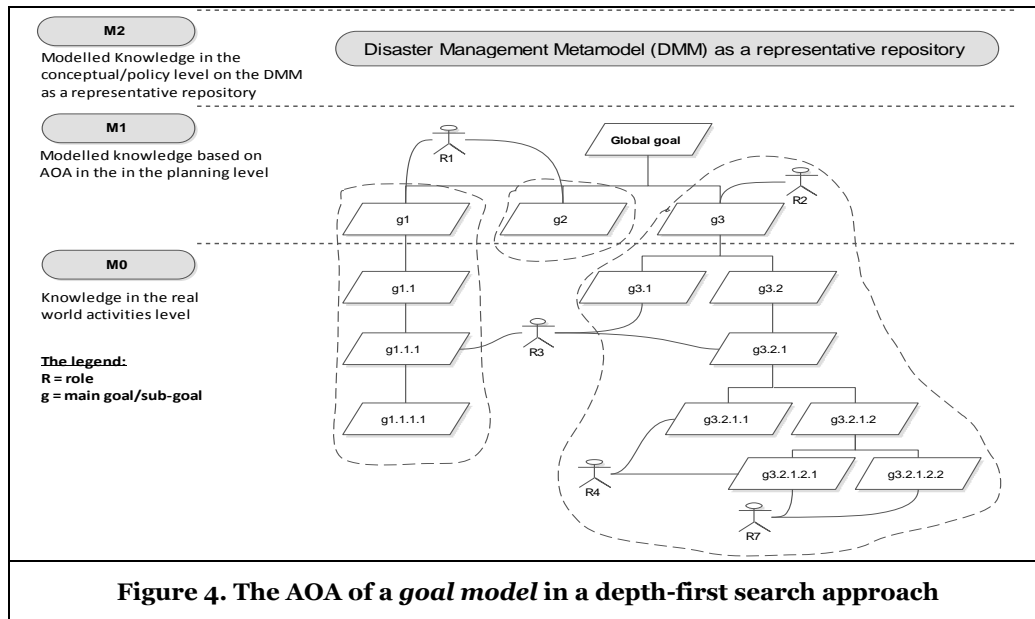 M2
Modelled Knowledge in the
conceptual/policy level on the DMM
as a representative repository
Disaster Management Metamodel (DMM) as a representative repository
M1
Modelled knowledge based on
AOA in the in the planning level
R1
Global goal
R2
g1
g2
g3
M0
Knowledge in the real
world activities level
g1.1
g3.1
g3.2
g1.1.1
R3
g3.2.1
The legend:
R = role
g = main goal/sub-goal
g1.1.1.1
g3.2.1.1
g3.2.1.2
R4
g3.2.1.2.1
g3.2.1.2.2
R7
Figure 4. The AOA of a goal model in a depth-first search approach